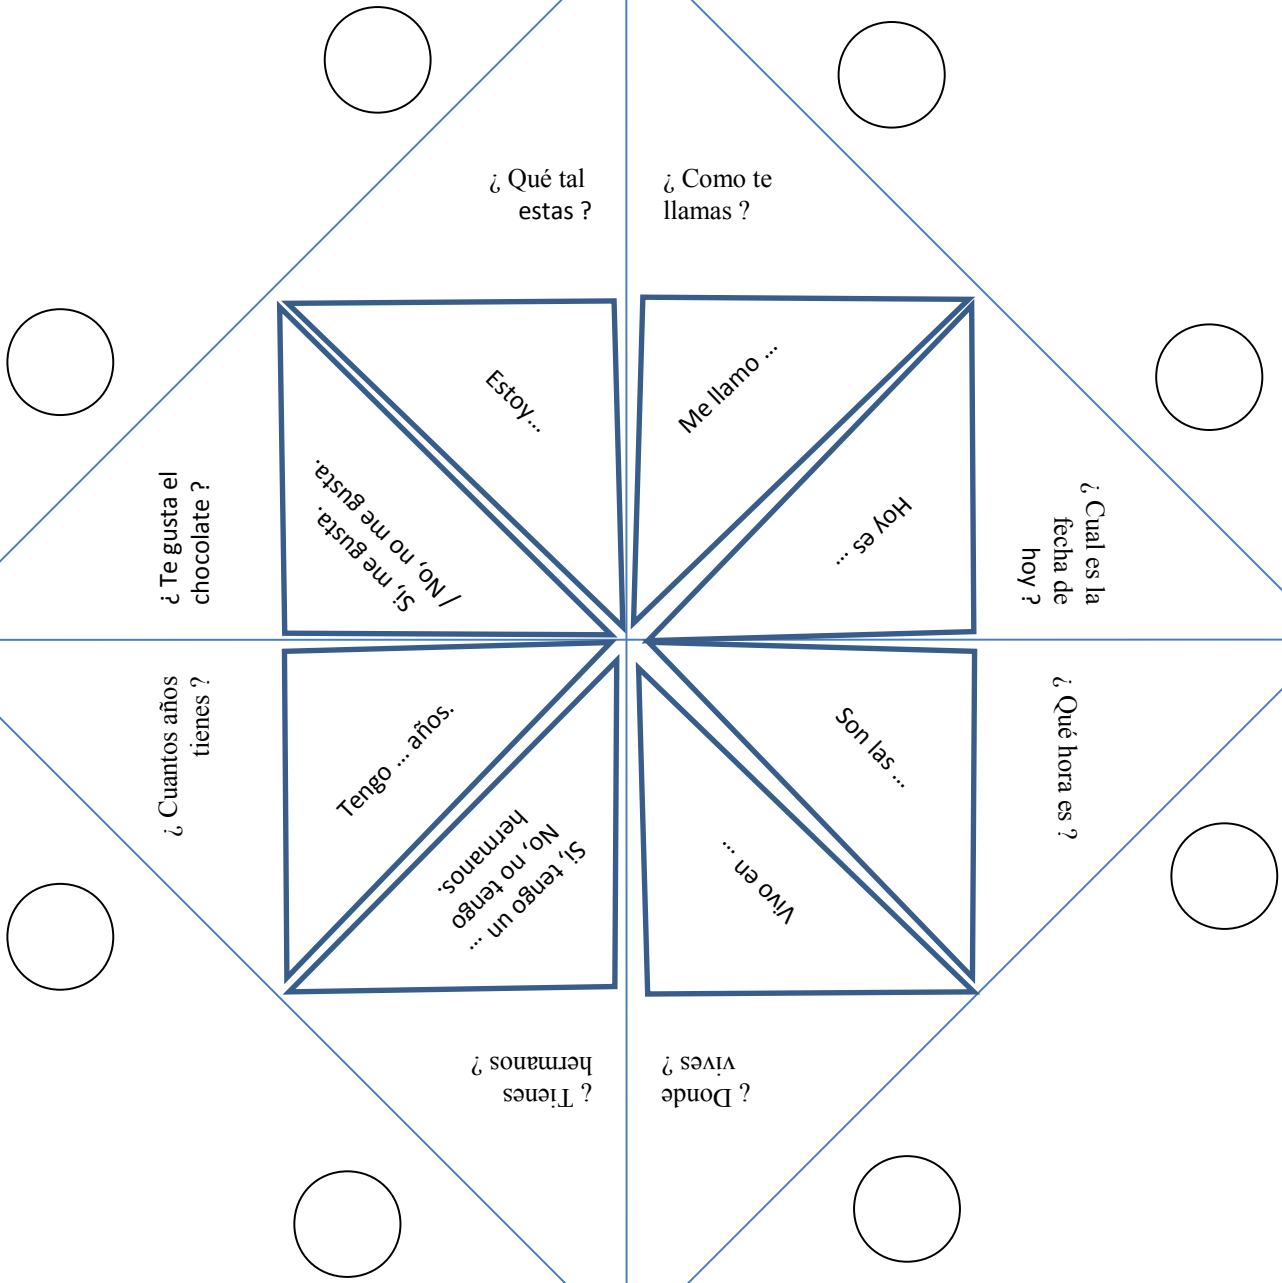 ¿ Qué tal
estas ?
¿ Como te
llamas ?
Estoy...
Me llamo ...
¿ Te gusta el
chocolate ?
Si, me gusta.
/ No, no me gusta.
Hoy es ...
¿ Cual es la
fecha de
hoy ?
¿ Cuantos años
tienes ?
Tengo ... años.
Son las ...
¿ Qué hora es ?
Si, tengo un ...
No, no tengo
hermanos.
Vivo en ...
¿ Tienes
hermanos ?
¿ Donde
vives ?